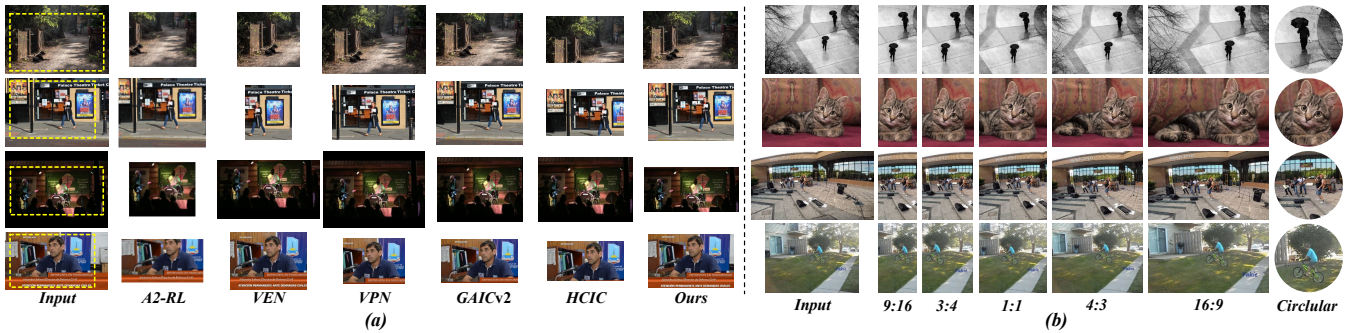 Palace Theatre Ticket
Input A2-RL VEN VPN GAICv2 HCIC Ours
(a)
Input 9:16 3:4 1:1 4:3 16:9 Circlular
(b)